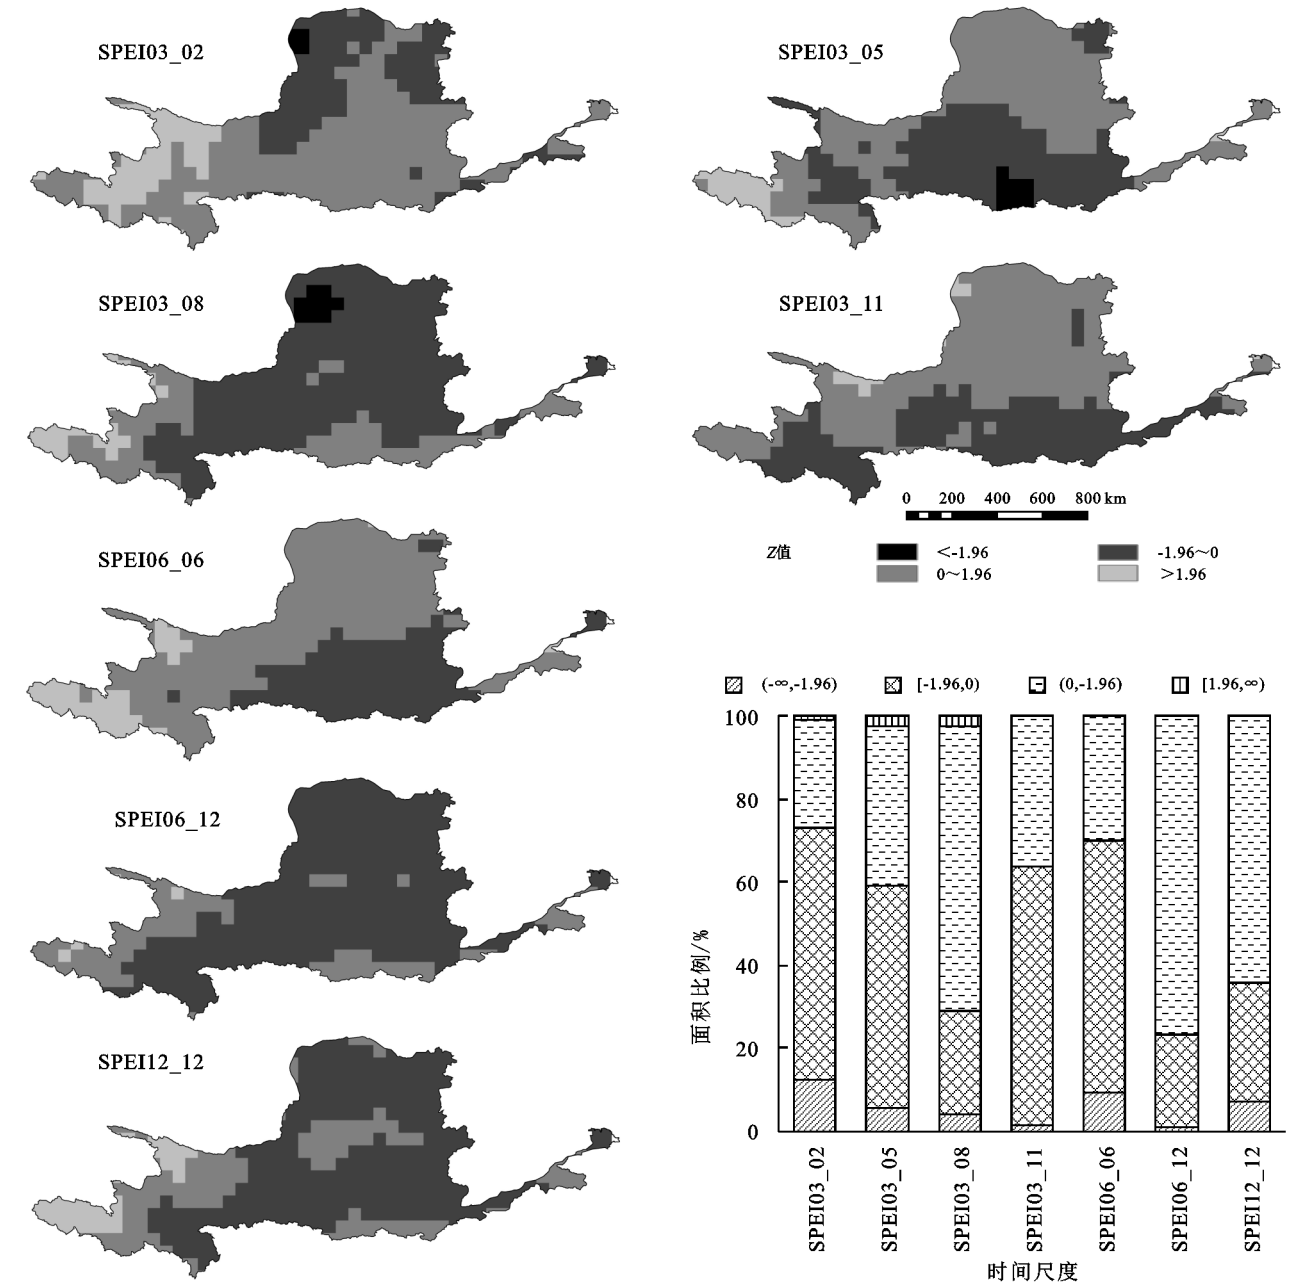 SPEI03_02
SPEI03_05
SPEI03_08
SPEI03_11
0 200 400 600 800 km
SPEI06_06
Z值 <-1.96 -1.96~0
0~1.96 >1.96
(-∞,-1.96) [-1.96,0) (0,-1.96) [1.96,∞)
SPEI06_12
SPEI12_12
100
80
60
40
20
0
面积比例/%
SPEI03_02
SPEI03_05
SPEI03_08
SPEI03_11
SPEI06_06
SPEI06_12
SPEI12_12
时间尺度